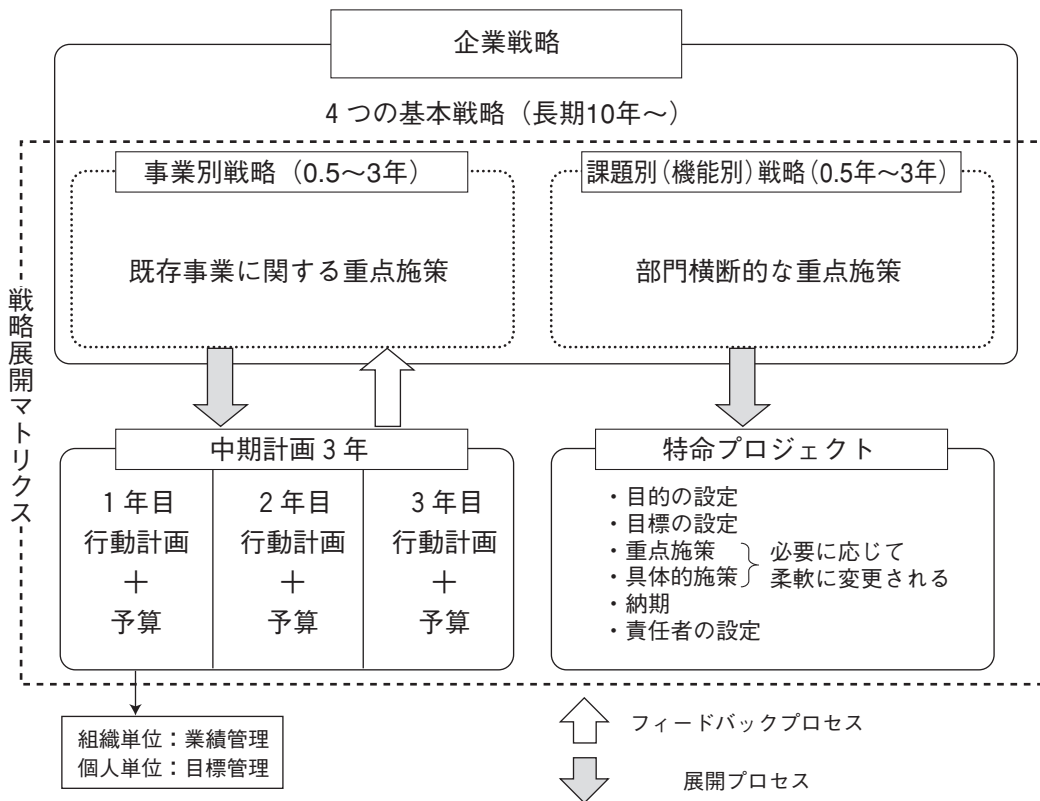 企業戦略
4つの基本戦略（長期10年～）
事業別戦略（0.5～3年）
課題別（機能別）戦略（0.5年～3年）
既存事業に関する重点施策
部門横断的な重点施策
戦略展開マトリクス
中期計画3年
1年目
行動計画
＋
予算
2年目
行動計画
＋
予算
3年目
行動計画
＋
予算
特命プロジェクト
・目的の設定
・目標の設定
・重点施策
・具体的施策
・納期
・責任者の設定
必要に応じて
柔軟に変更される
組織単位：業績管理
個人単位：目標管理
フィードバックプロセス
展開プロセス